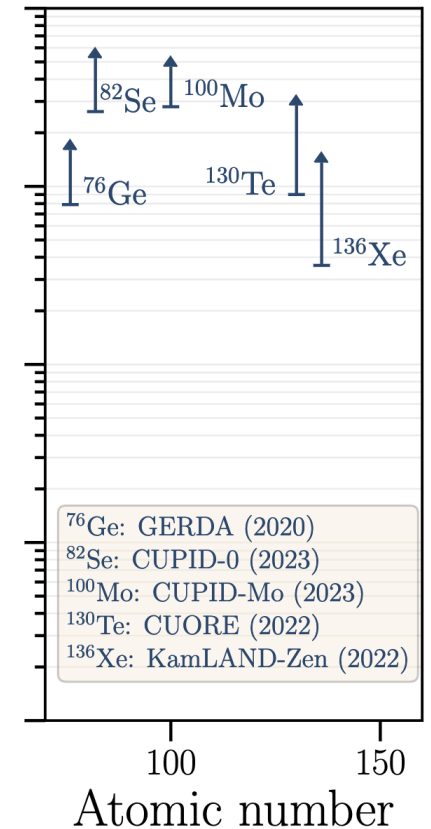 ⁸²Se
¹⁰⁰Mo
⁷⁶Ge
¹³⁰Te
¹³⁶Xe
⁷⁶Ge: GERDA (2020)
⁸²Se: CUPID-0 (2023)
¹⁰⁰Mo: CUPID-Mo (2023)
¹³⁰Te: CUORE (2022)
¹³⁶Xe: KamLAND-Zen (2022)
100
150
Atomic number